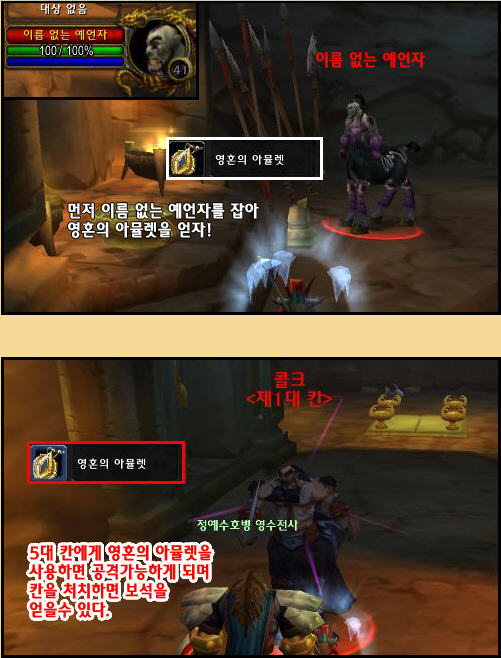 대상 없음
이름 없는 예언자
100/100%
41
이름 없는 예언자
영혼의 아뮬렛
먼저 이름 없는 예언자를 잡아
영혼의 아뮬렛을 얻자!
콜크
<제1대 칸>
영혼의 아뮬렛
정예수호병 영수전사
5대 칸에게 영혼의 아뮬렛을
사용하면 공격가능하게 되며
칸을 처치하면 보석을
얻을수 있다.